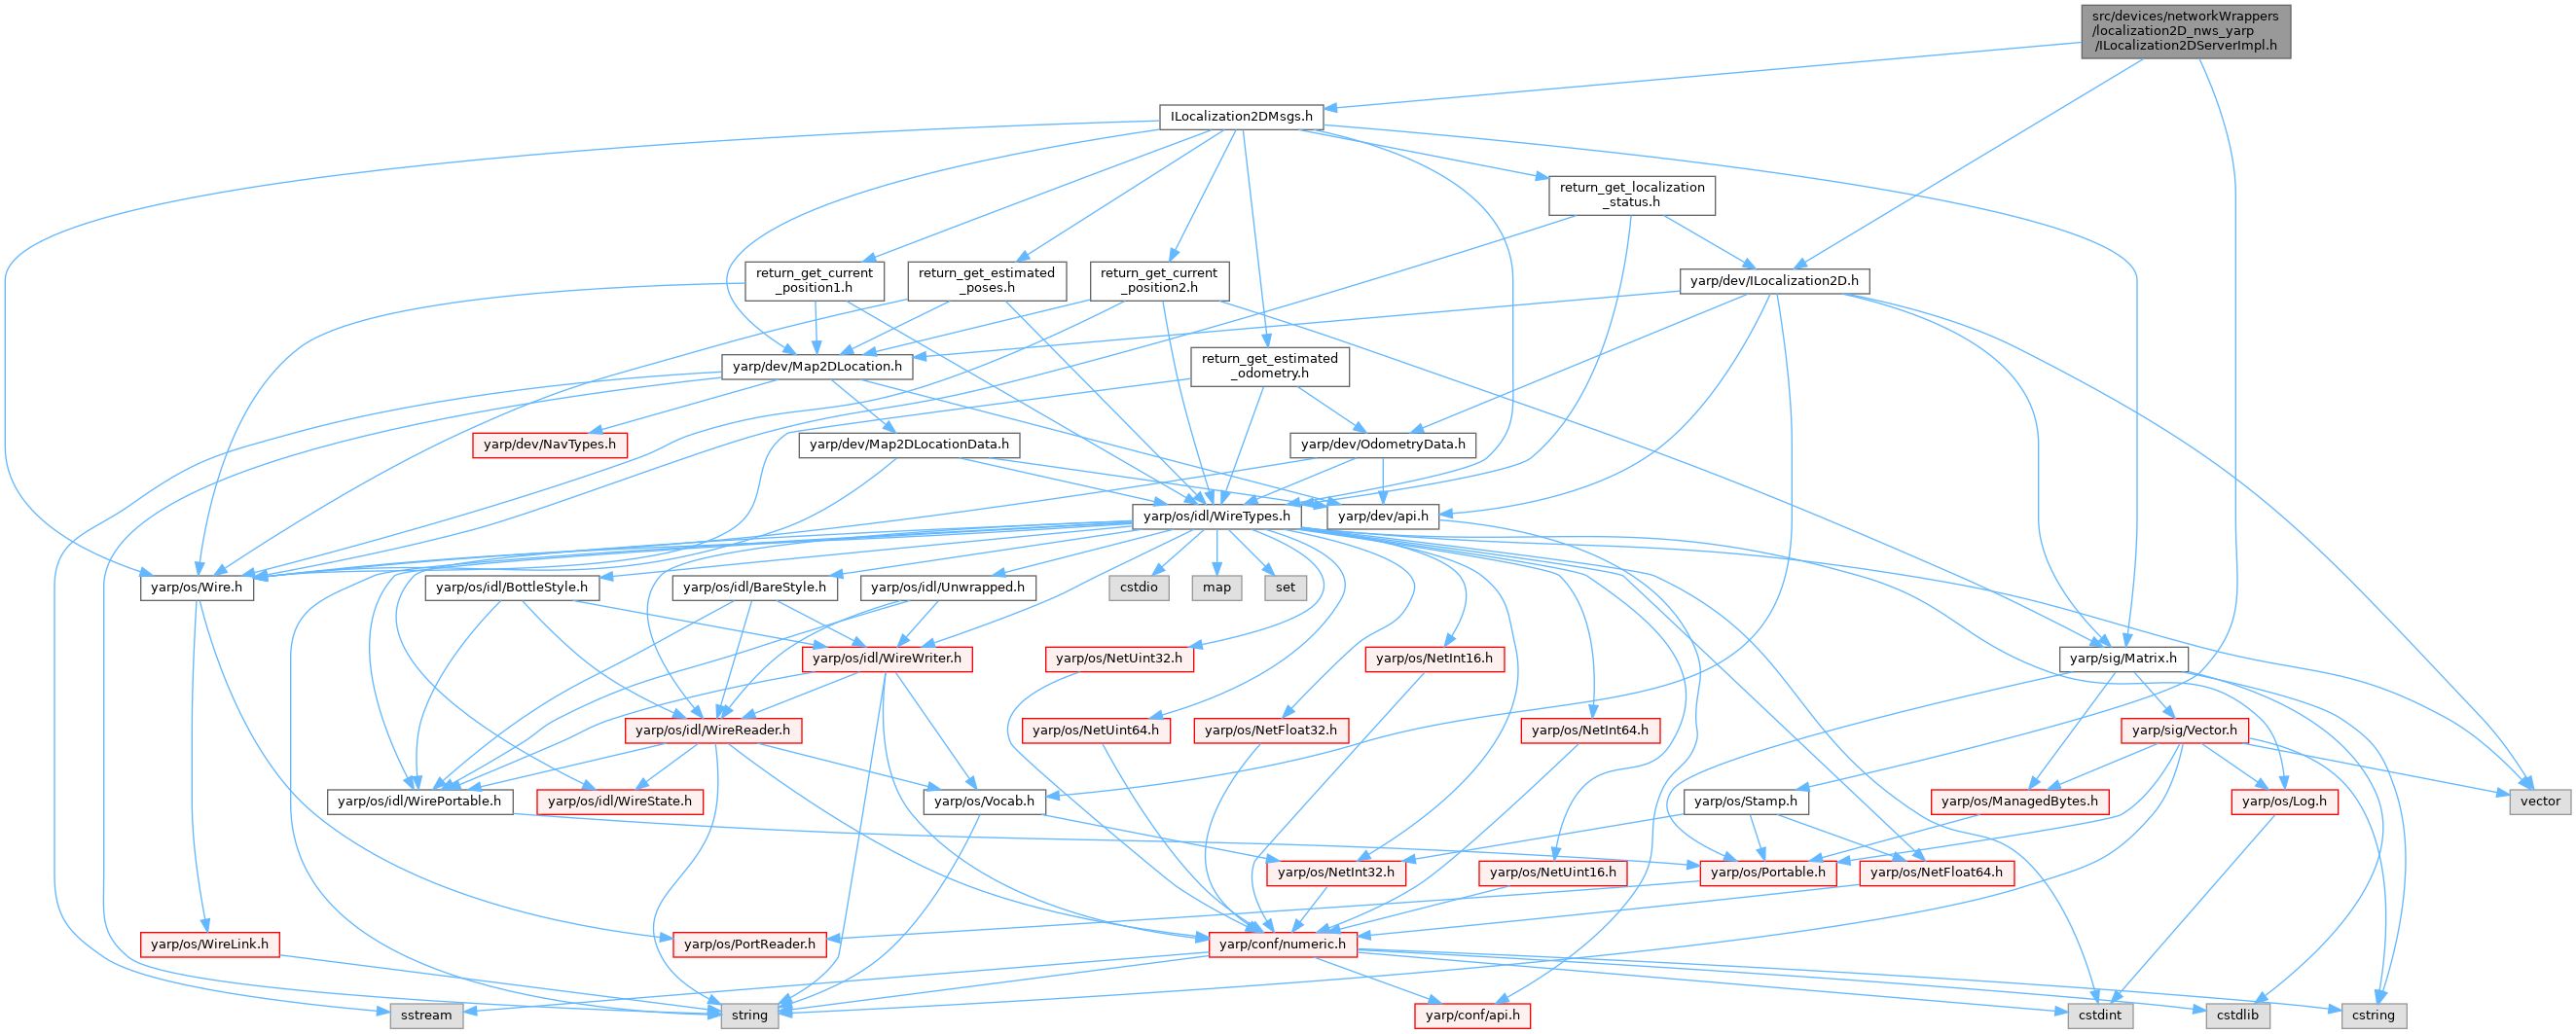 src/devices/networkWrappers
/localization2D_nws_yarp
/ILocalization2DServerImpl.h
ILocalization2DMsgs.h
return_get_localization
_status.h
return_get_current
_position1.h
return_get_estimated
_poses.h
return_get_current
_position2.h
yarp/dev/ILocalization2D.h
yarp/dev/Map2DLocation.h
return_get_estimated
_odometry.h
yarp/dev/NavTypes.h
yarp/dev/Map2DLocationData.h
yarp/dev/OdometryData.h
yarp/os/idl/WireTypes.h
yarp/dev/api.h
yarp/os/Wire.h
yarp/os/idl/BottleStyle.h
yarp/os/idl/BareStyle.h
yarp/os/idl/Unwrapped.h
cstdio
map
set
yarp/os/idl/WireWriter.h
yarp/os/NetUint32.h
yarp/os/NetInt16.h
yarp/sig/Matrix.h
yarp/os/idl/WireReader.h
yarp/os/NetUint64.h
yarp/os/NetFloat32.h
yarp/os/NetInt64.h
yarp/sig/Vector.h
yarp/os/idl/WirePortable.h
yarp/os/idl/WireState.h
yarp/os/Vocab.h
yarp/os/Stamp.h
yarp/os/ManagedBytes.h
yarp/os/Log.h
vector
yarp/os/NetInt32.h
yarp/os/NetUint16.h
yarp/os/Portable.h
yarp/os/NetFloat64.h
yarp/os/WireLink.h
yarp/os/PortReader.h
yarp/conf/numeric.h
sstream
string
yarp/conf/api.h
cstdint
cstdlib
cstring